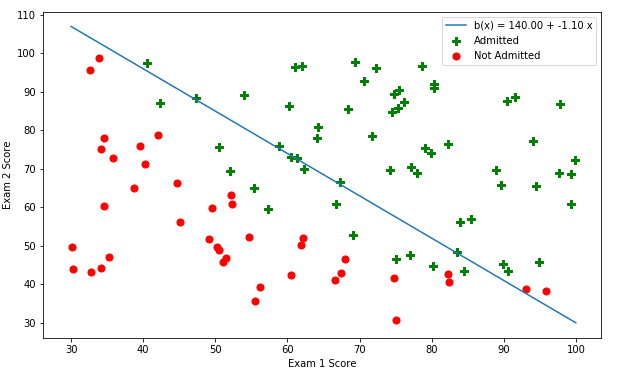 b(x) = 140.00 + -1.10 x
Admitted
Not Admitted
110
100
90
80
70
60
50
40
30
Exam 2 Score
30 40 50 60 70 80 90 100
Exam 1 Score